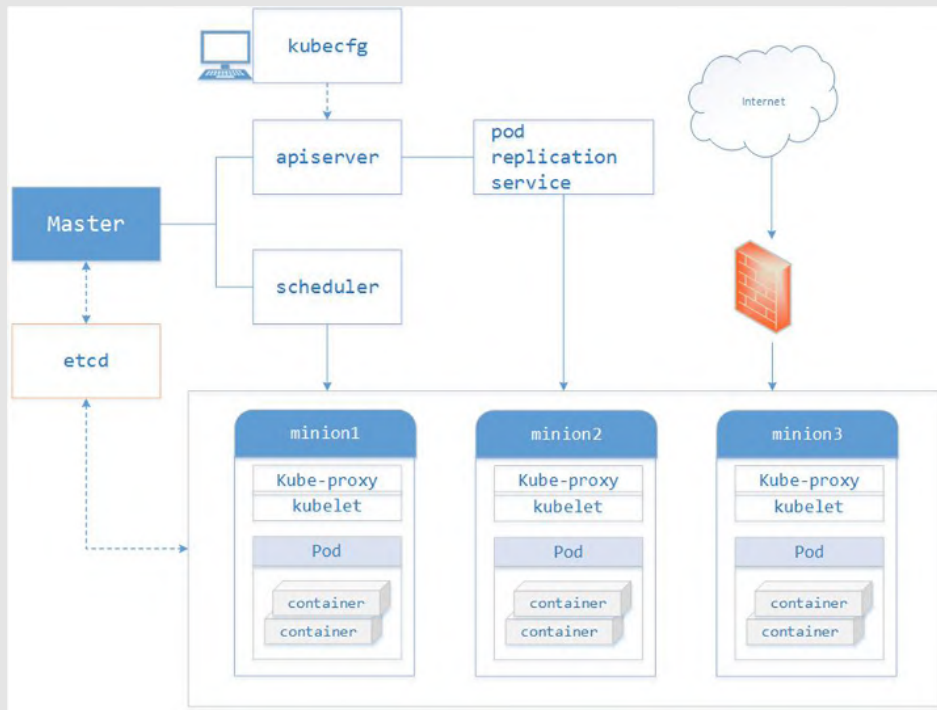 kubecfg
Internet
apiserver
pod
replication
service
Master
scheduler
etcd
minion1
minion2
minion3
Kube-proxy
Kube-proxy
Kube-proxy
kubelet
kubelet
kubelet
Pod
Pod
Pod
container
container
container
container
container
container